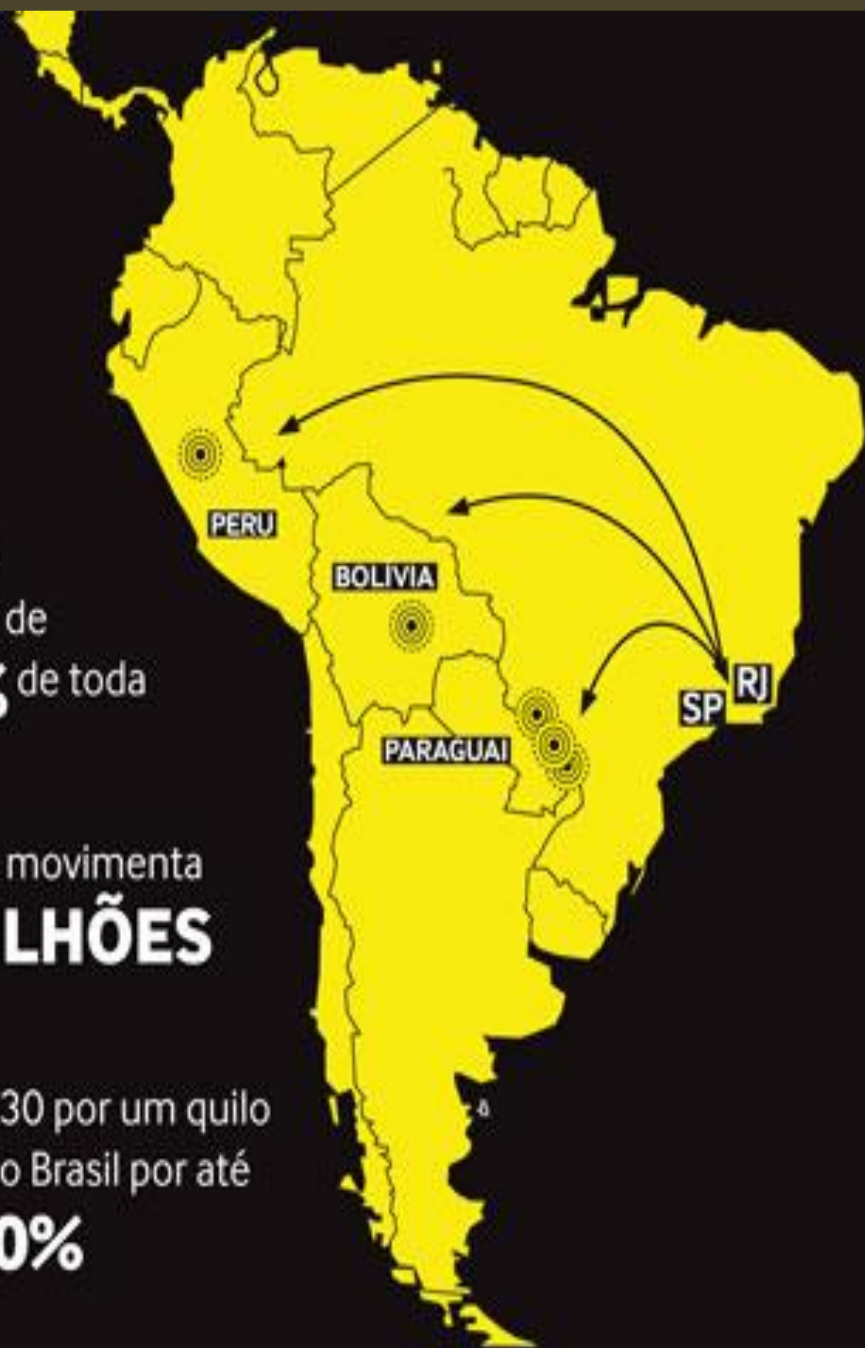 PERU
BOLIVIA
de
% de toda
RJ
SP
PARAGUAI
movimenta
LHÕES
30 por um quilo
o Brasil por até
0%